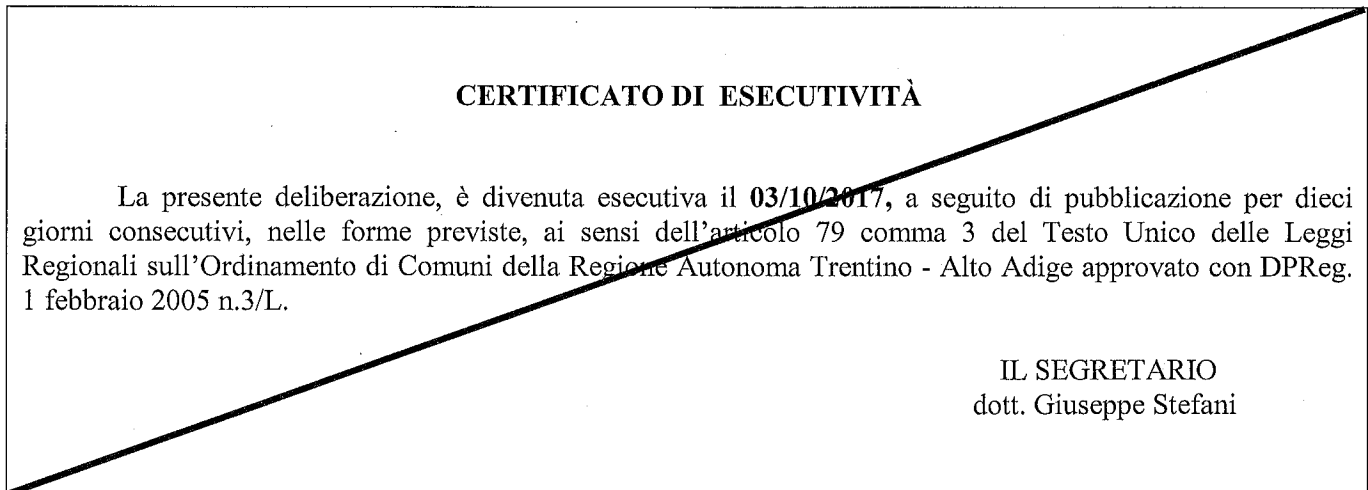 CERTIFICATO DI ESECUTIVITÀ
La presente deliberazione, è divenuta esecutiva il 03/10/2017, a seguito di pubblicazione per dieci
giorni consecutivi, nelle forme previste, ai sensi dell'articolo 79 comma 3 del Testo Unico delle Leggi
Regionali sull'Ordinamento di Comuni della Regione Autonoma Trentino - Alto Adige approvato con DPReg.
1 febbraio 2005 n.3/L.
IL SEGRETARIO
dott. Giuseppe Stefani